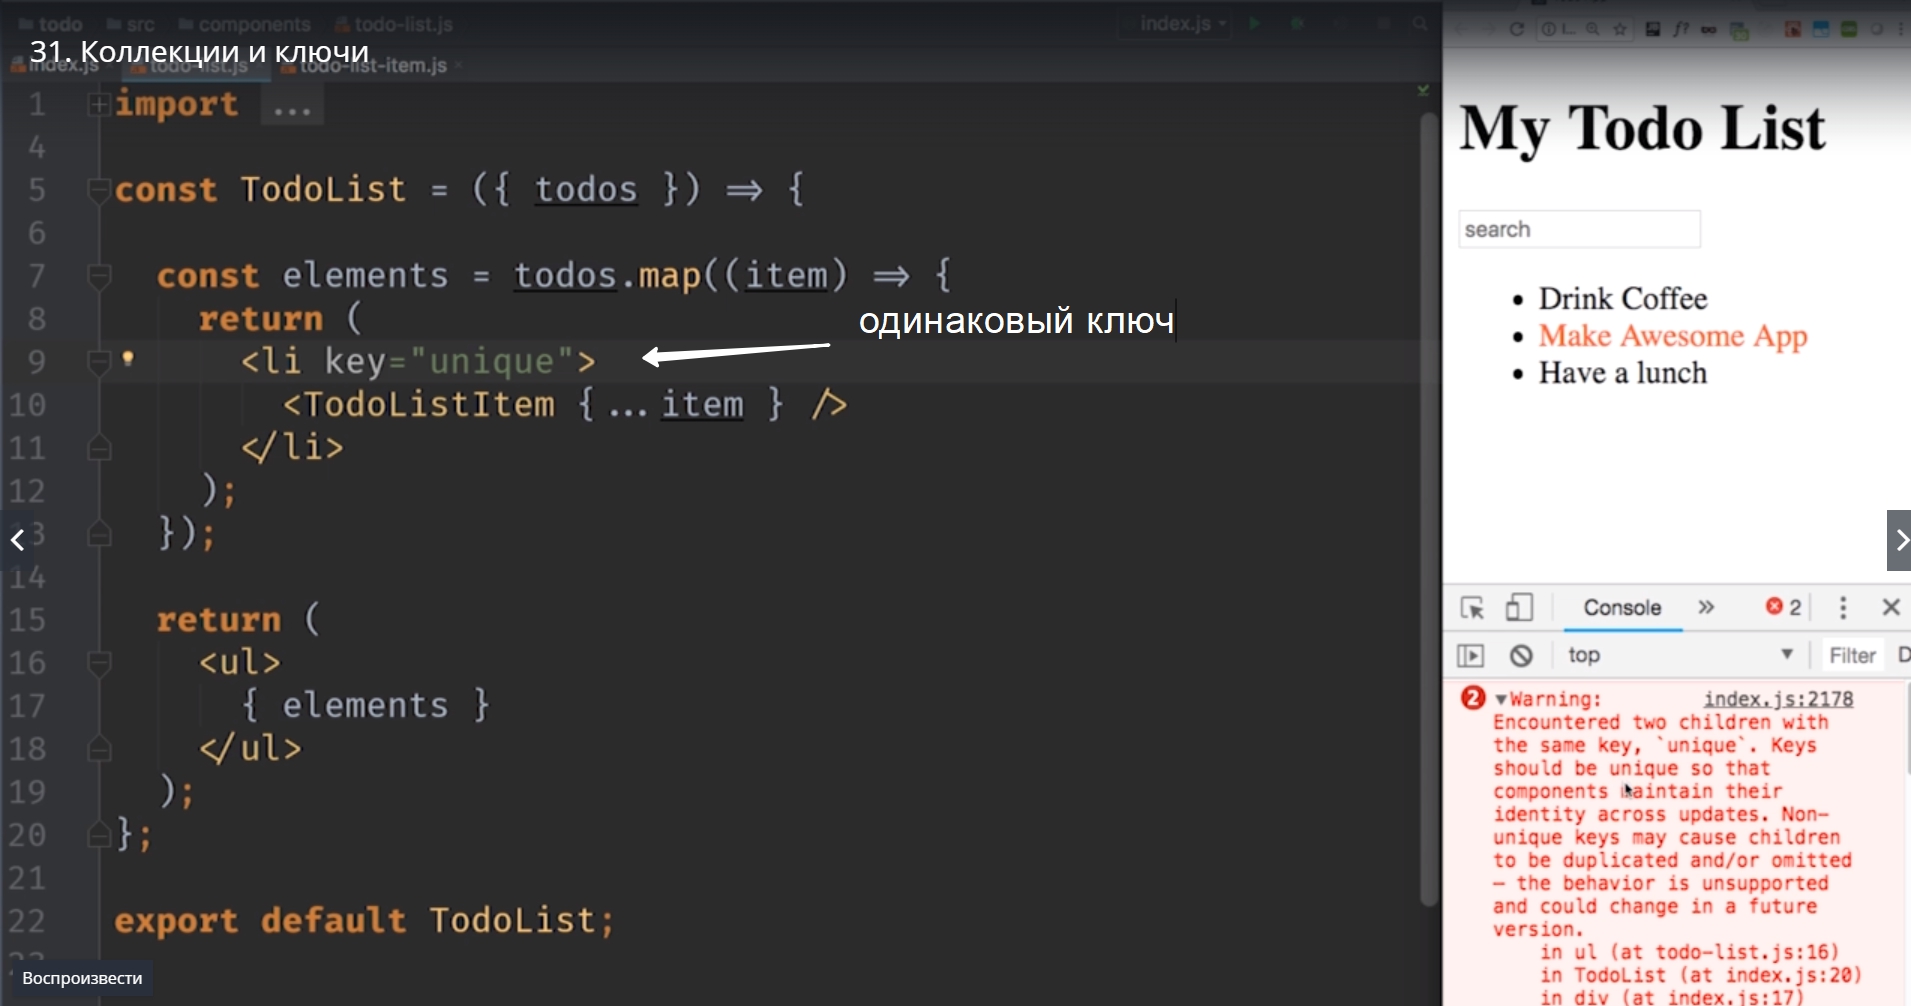 todo src components todo-list.js index.js
31. Коллекции и ключи
index.js todo-list.js todo-list-item.js
1 import ...
4
5 const TodoList = ({ todos }) => {
6
7 const elements = todos.map((item) => {
8 return (
одинаковый ключ
9 <li key="unique">
10 <TodoListItem {...item } />
11 </li>
12 );
13 });
14
15 return (
16 <ul>
17 { elements }
18 </ul>
19 );
20 };
21
22 export default TodoList;
23
Воспроизвести
f?
My Todo List
search
Drink Coffee
Make Awesome App
Have a lunch
Console 2
top Filter D
2 Warning: index.js:2178
Encountered two children with
the same key, `unique`. Keys
should be unique so that
components maintain their
identity across updates. Non-
unique keys may cause children
to be duplicated and/or omitted
— the behavior is unsupported
and could change in a future
version.
in ul (at todo-list.js:16)
in TodoList (at index.js:20)
in div (at index.js:17)